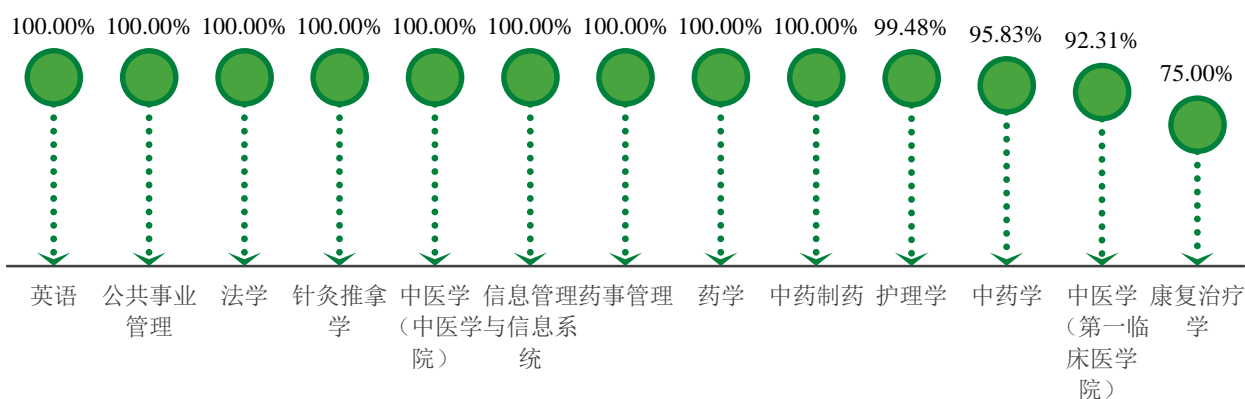 100.00% 100.00% 100.00% 100.00% 100.00% 100.00% 100.00% 100.00% 100.00% 99.48% 95.83% 92.31% 75.00%
英语
公共事业
管理
法学
针灸推拿
学
中医学
（中医学
院）
信息管理
与信息系
统
药事管理
药学
中药制药
护理学
中药学
中医学
（第一临
床医学
院）
康复治疗
学